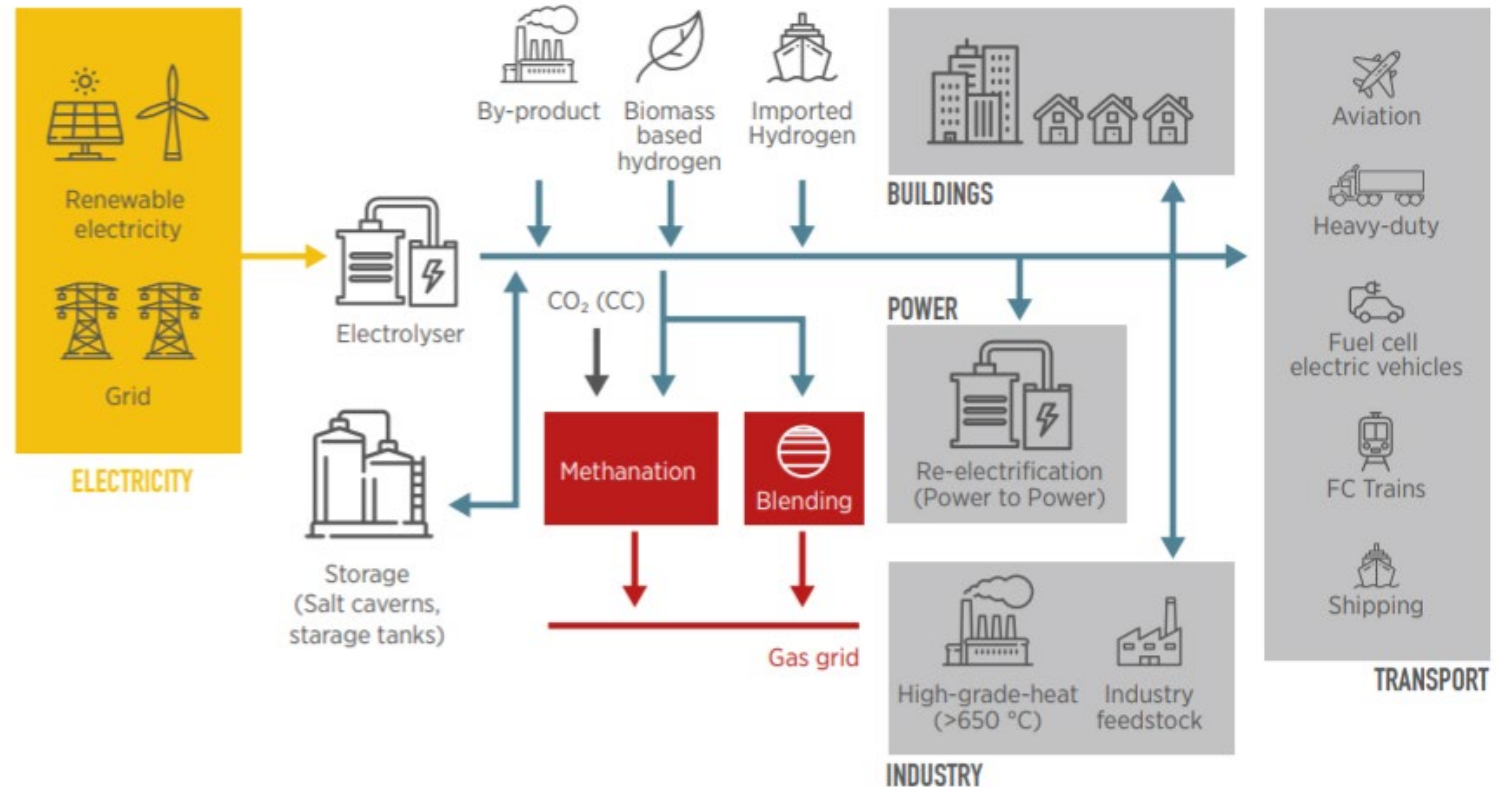 Renewable
electricity
Grid
ELECTRICITY
Electrolyser
Storage
(Salt caverns,
starage tanks)
By-product
Biomass
based
hydrogen
Imported
Hydrogen
CO₂ (CC)
Methanation
Blending
Gas grid
BUILDINGS
POWER
Re-electrification
(Power to Power)
High-grade-heat
(>650 °C)
Industry
feedstock
INDUSTRY
Aviation
Heavy-duty
Fuel cell
electric vehicles
FC Trains
Shipping
TRANSPORT